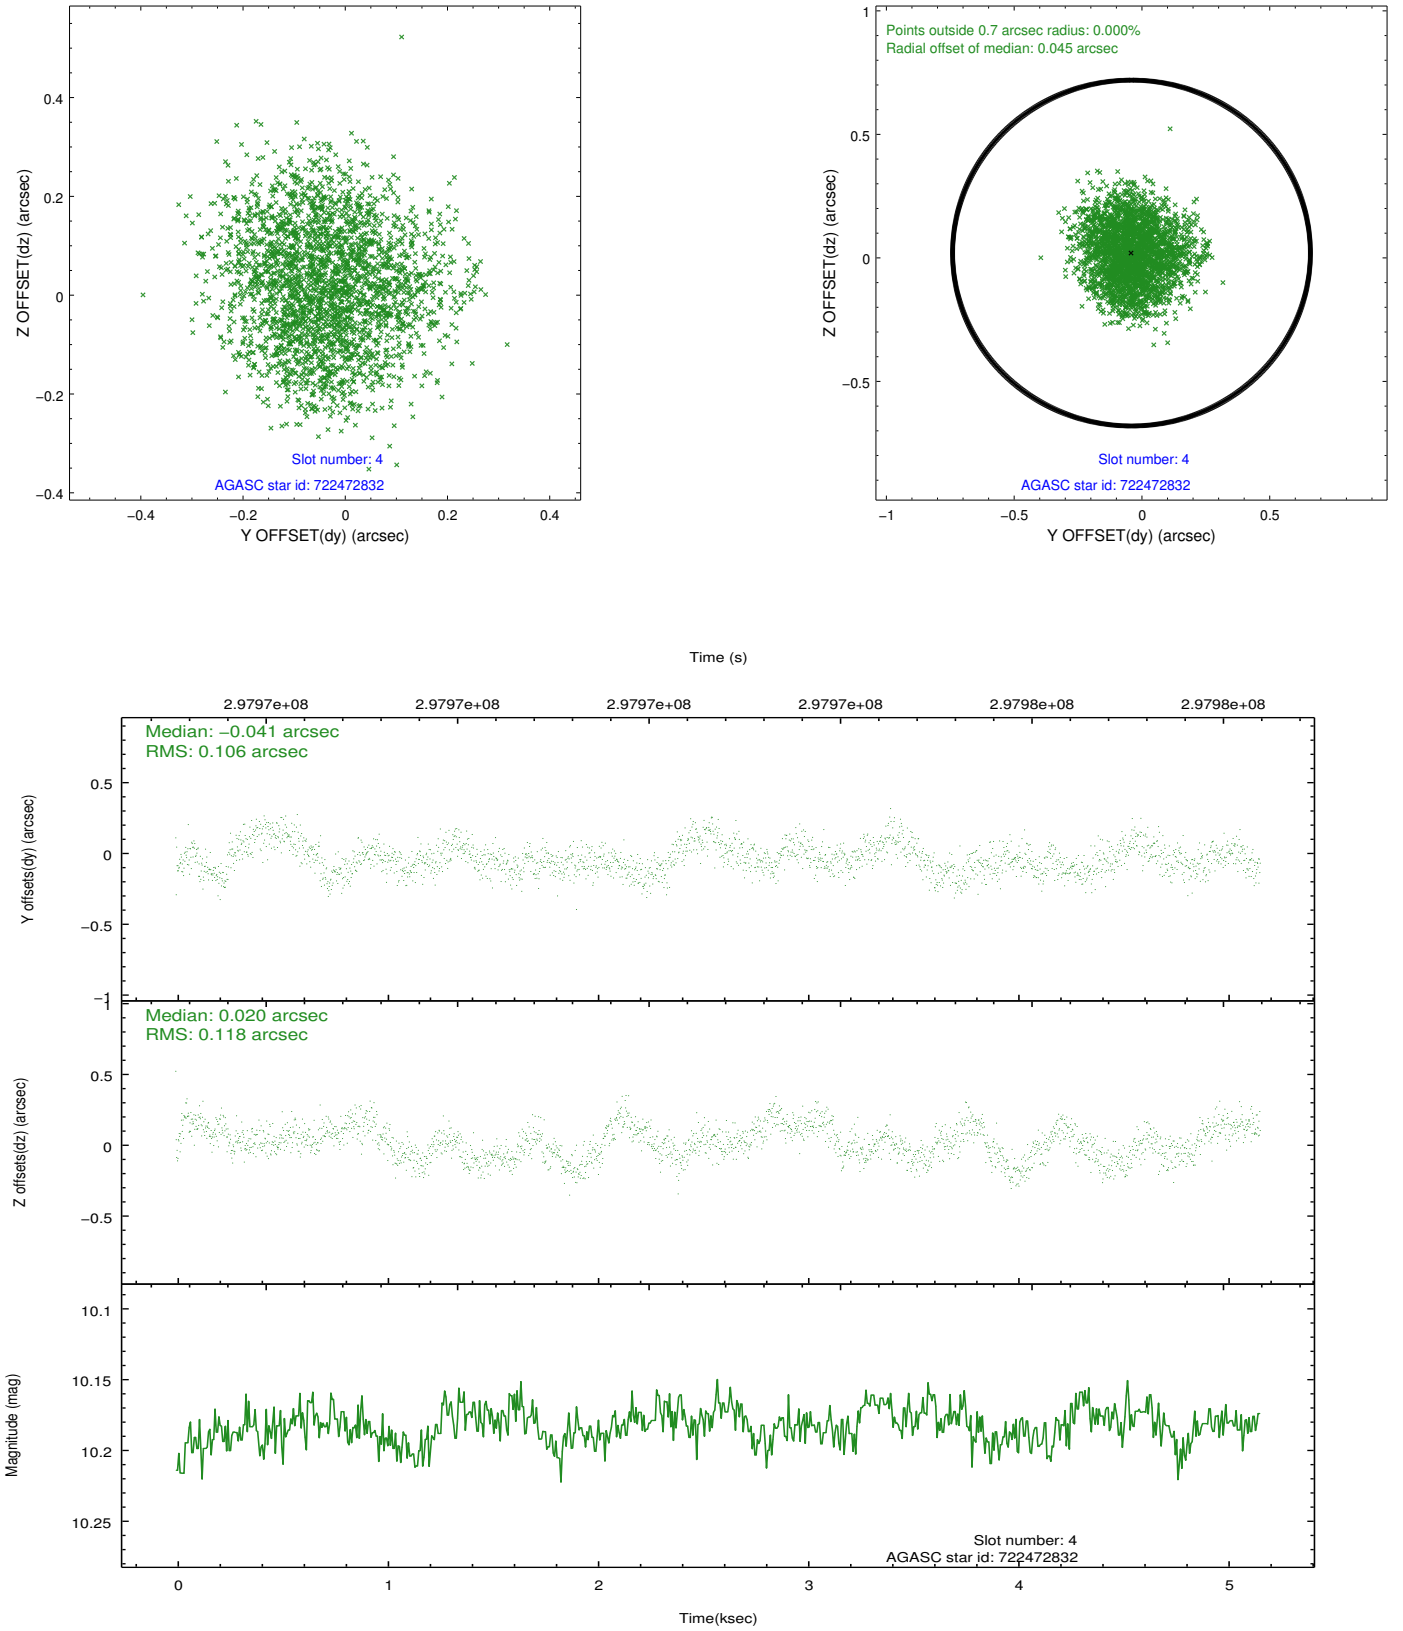 0.4
0.2
0
−0.2
−0.4
Z OFFSET(dz) (arcsec)
Slot number: 4
AGASC star id: 722472832
−0.4
−0.2
0
0.2
0.4
Y OFFSET(dy) (arcsec)
Points outside 0.7 arcsec radius: 0.000%
Radial offset of median: 0.045 arcsec
1
0.5
0
−0.5
Z OFFSET(dz) (arcsec)
Slot number: 4
AGASC star id: 722472832
−1
−0.5
0
0.5
Y OFFSET(dy) (arcsec)
Time (s)
2.9797e+08
2.9797e+08
2.9797e+08
2.9797e+08
2.9798e+08
2.9798e+08
Median: −0.041 arcsec
RMS: 0.106 arcsec
0.5
0
−0.5
−1
Y offsets(dy) (arcsec)
Median: 0.020 arcsec
RMS: 0.118 arcsec
1
0.5
0
−0.5
Z offsets(dz) (arcsec)
10.1
10.15
10.2
10.25
Magnitude (mag)
Slot number: 4
AGASC star id: 722472832
0
1
2
3
4
5
Time(ksec)